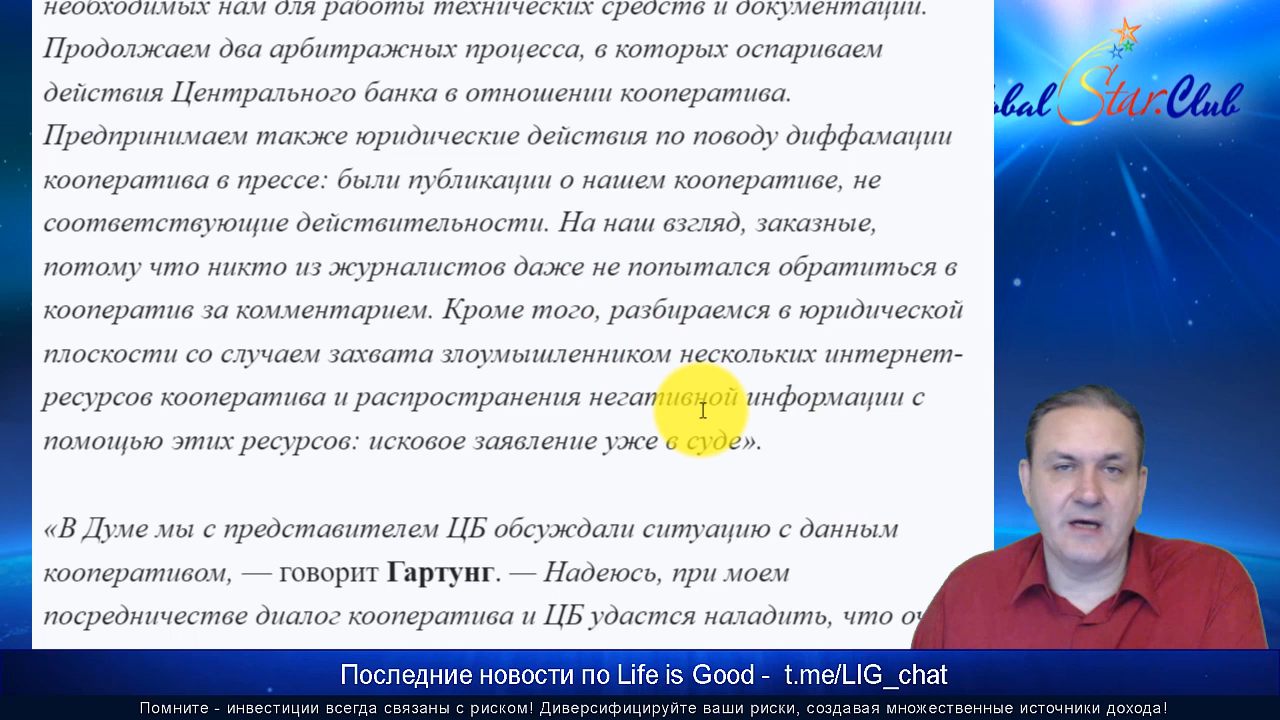 необходимых нам для работы технических средств и документации.
Продолжаем два арбитражных процесса, в которых оспариваем
действия Центрального банка в отношении кооператива.
Предпринимаем также юридические действия по поводу диффамации
кооператива в прессе: были публикации о нашем кооперативе, не
соответствующие действительности. На наш взгляд, заказные,
потому что никто из журналистов даже не попытался обратиться в
кооператив за комментарием. Кроме того, разбираемся в юридической
плоскости со случаем захвата злоумышленником нескольких интернет-
ресурсов кооператива и распространения негативной информации с
помощью этих ресурсов: исковое заявление уже в суде».
«В Думе мы с представителем ЦБ обсуждали ситуацию с данным
кооперативом, — говорит Гартунг. — Надеюсь, при моем
посредничестве диалог кооператива и ЦБ удастся наладить, что
obal Star.Club
Последние новости по Life is Good - t.me/LIG_chat
Помните - инвестиции всегда связаны с риском! Диверсифицируйте ваши риски, создавая множественные источники дохода!